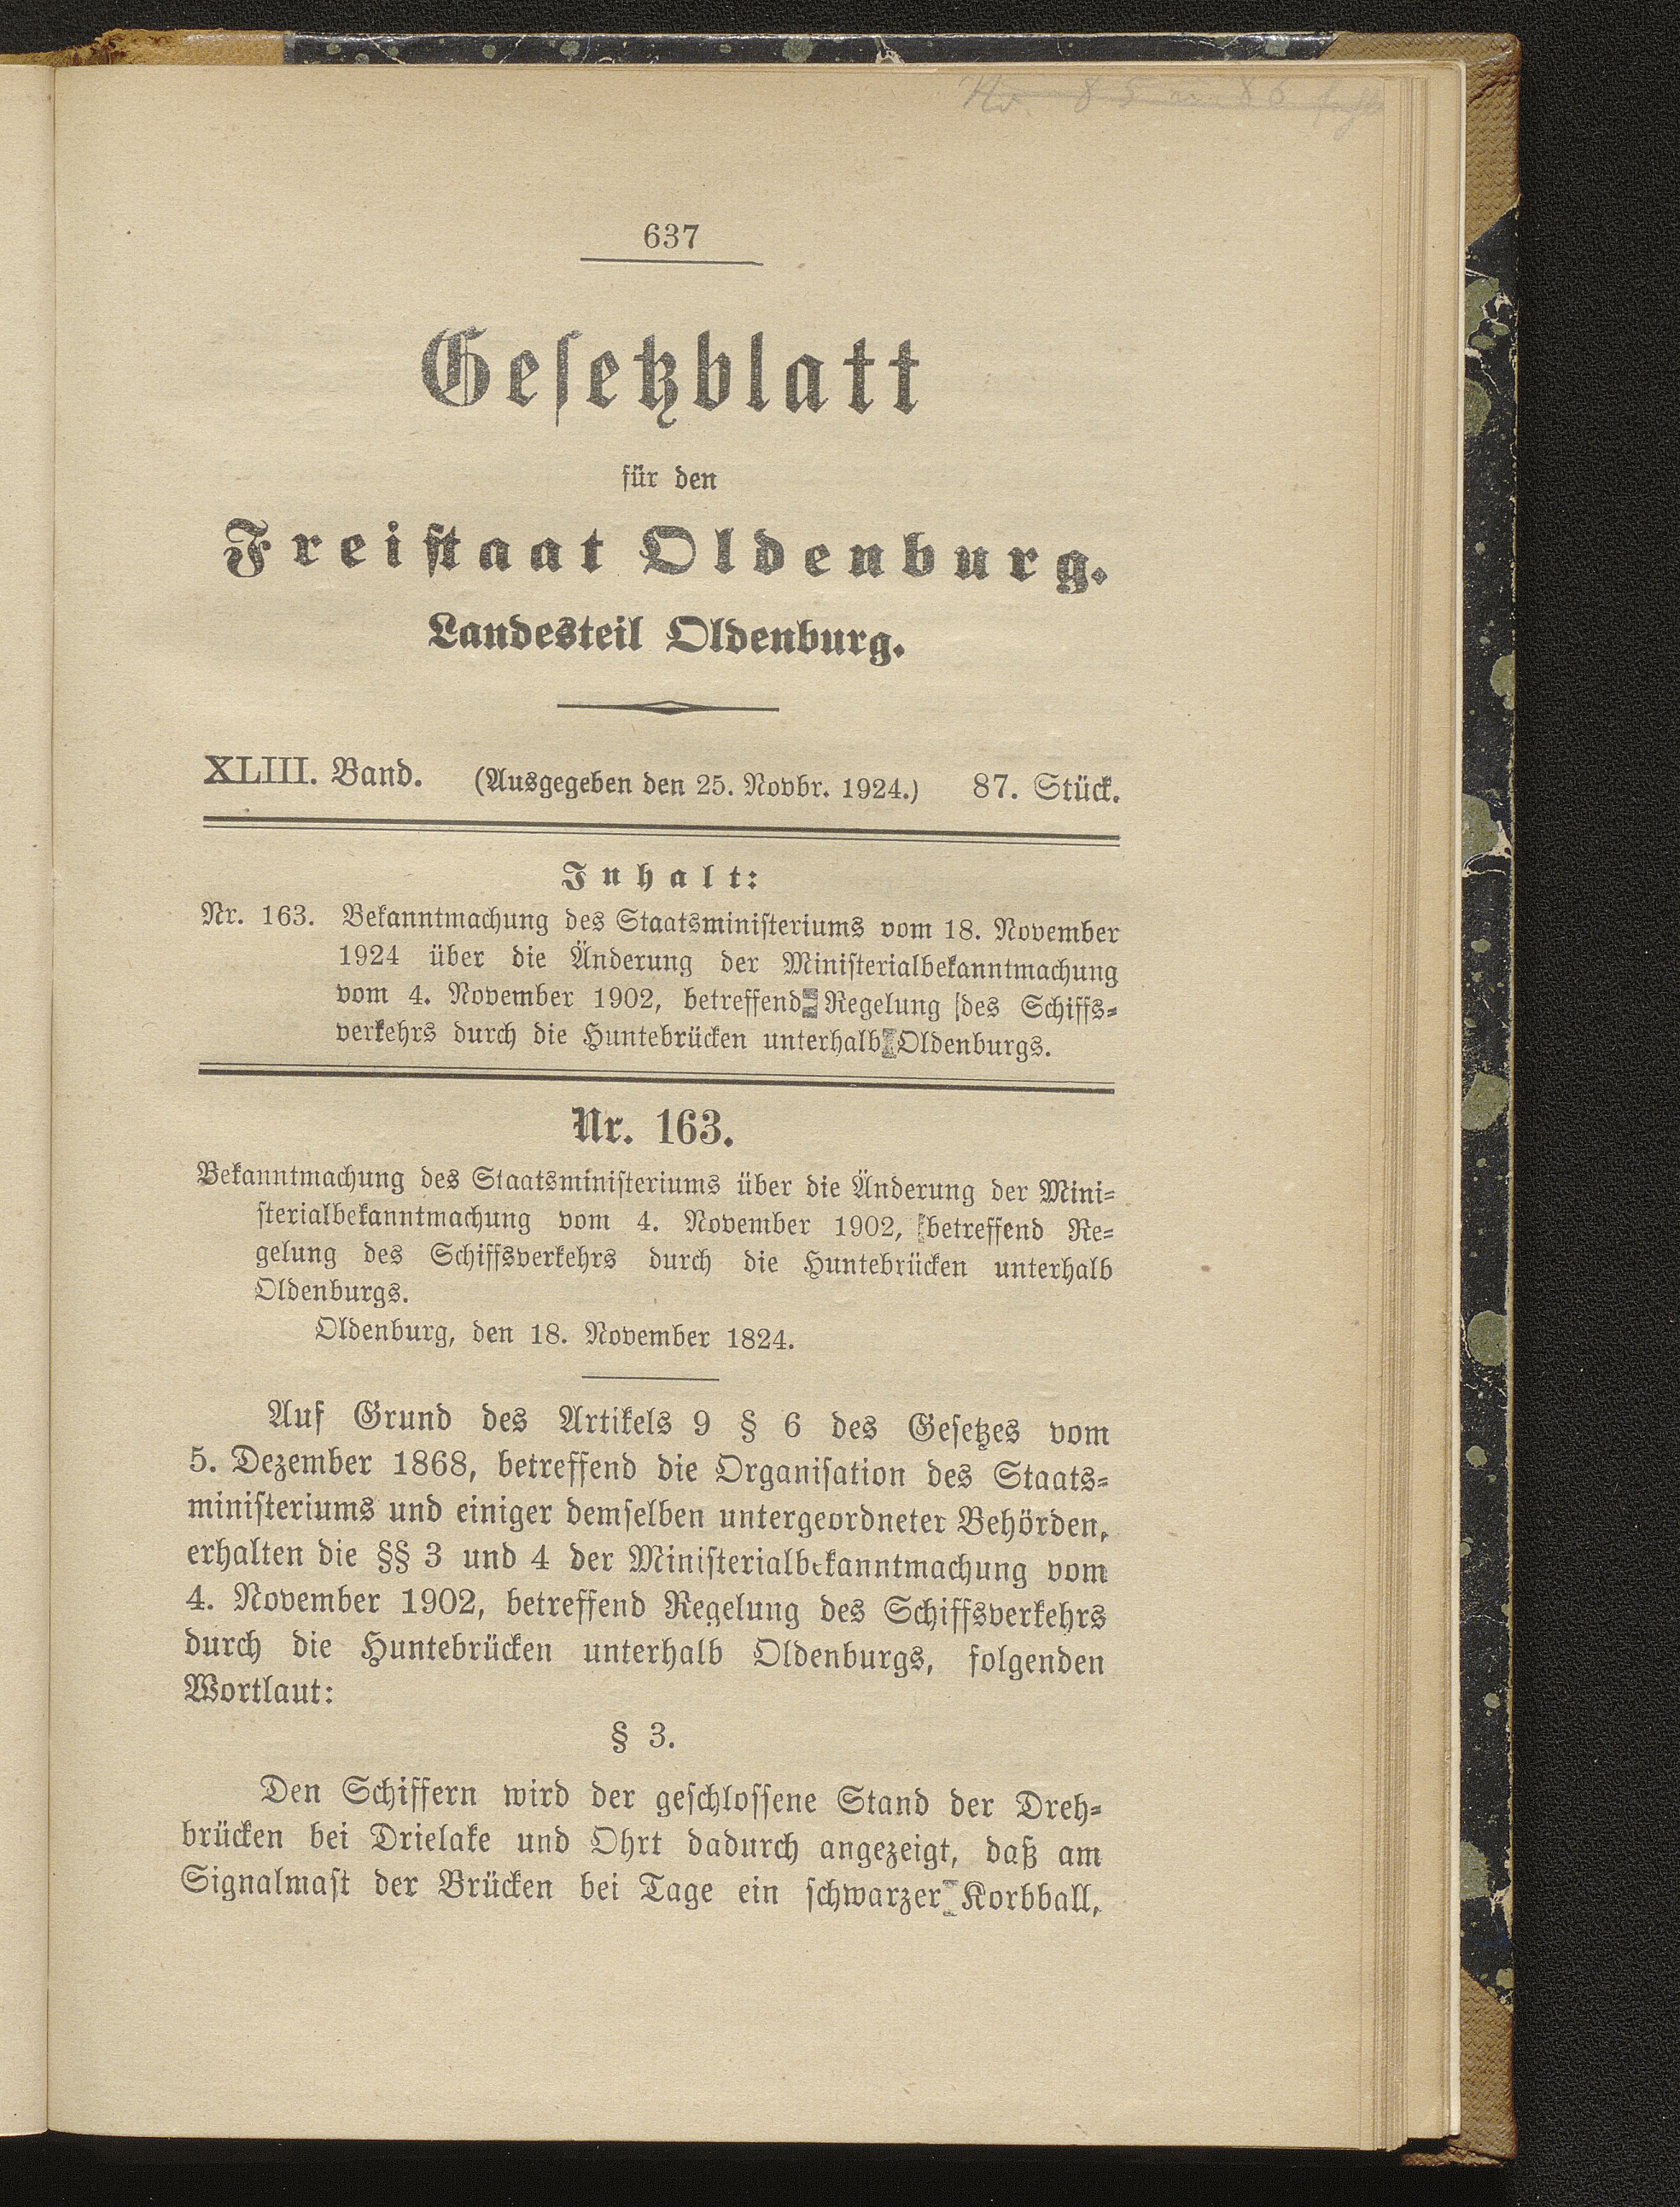 Nr. 85 u. 86 fehlt
637
Gesetzblatt
für den
Freistaat Oldenburg.
Landesteil Oldenburg.
XLIII. Band. (Ausgegeben den 25. Novbr. 1924.) 87. Stück.
Inhalt:
Nr. 163. Bekanntmachung des Staatsministeriums vom 18. November
1924 über die Änderung der Ministerialbekanntmachung
vom 4. November 1902, betreffend Regelung des Schiffs-
verkehrs durch die Huntebrücken unterhalb Oldenburgs.
Nr. 163.
Bekanntmachung des Staatsministeriums über die Änderung der Mini-
sterialbekanntmachung vom 4. November 1902, betreffend Re-
gelung des Schiffsverkehrs durch die Huntebrücken unterhalb
Oldenburgs.
Oldenburg, den 18. November 1824.
Auf Grund des Artikels 9 § 6 des Gesetzes vom
5. Dezember 1868, betreffend die Organisation des Staats-
ministeriums und einiger demselben untergeordneter Behörden,
erhalten die §§ 3 und 4 der Ministerialbekanntmachung vom
4. November 1902, betreffend Regelung des Schiffsverkehrs
durch die Huntebrücken unterhalb Oldenburgs, folgenden
Wortlaut:
§ 3.
Den Schiffern wird der geschlossene Stand der Dreh-
brücken bei Drielake und Ohrt dadurch angezeigt, daß am
Signalmast der Brücken bei Tage ein schwarzer Korbball,